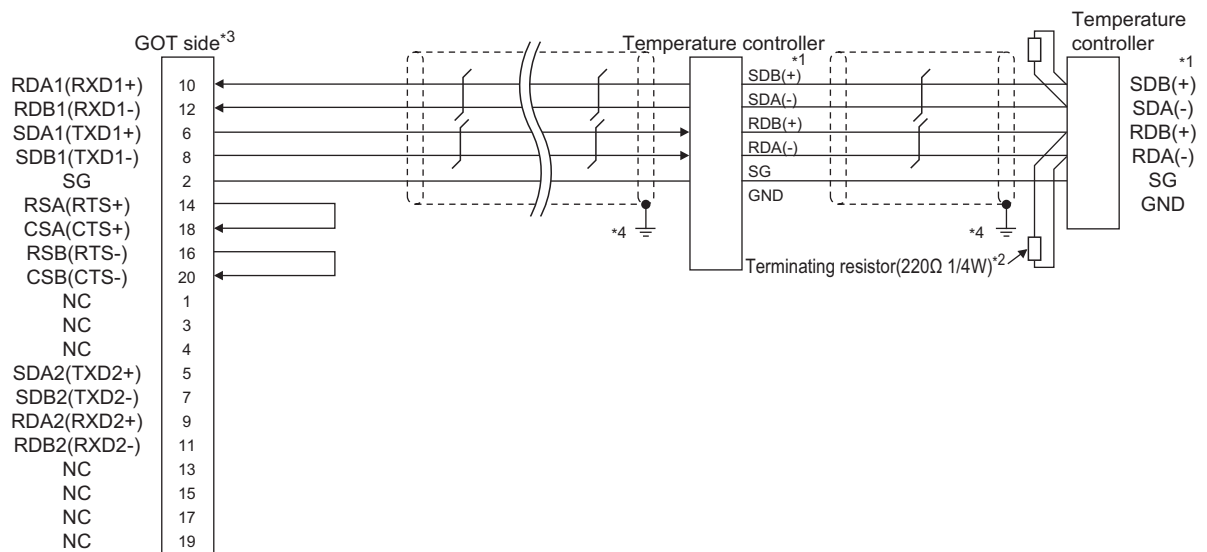 Temperature
controller
GOT side*3
Temperature controller
*1
*1
RDA1(RXD1+) 10 SDB(+) SDB(+)
RDB1(RXD1-) 12 SDA(-) SDA(-)
SDA1(TXD1+) 6 RDB(+) RDB(+)
SDB1(TXD1-) 8 RDA(-) RDA(-)
SG 2 SG SG
RSA(RTS+) 14 GND GND
CSA(CTS+) 18 *4 *4
RSB(RTS-) 16
Terminating resistor(220Ω 1/4W)*2
CSB(CTS-) 20
NC 1
NC 3
NC 4
SDA2(TXD2+) 5
SDB2(TXD2-) 7
RDA2(RXD2+) 9
RDB2(RXD2-) 11
NC 13
NC 15
NC 17
NC 19